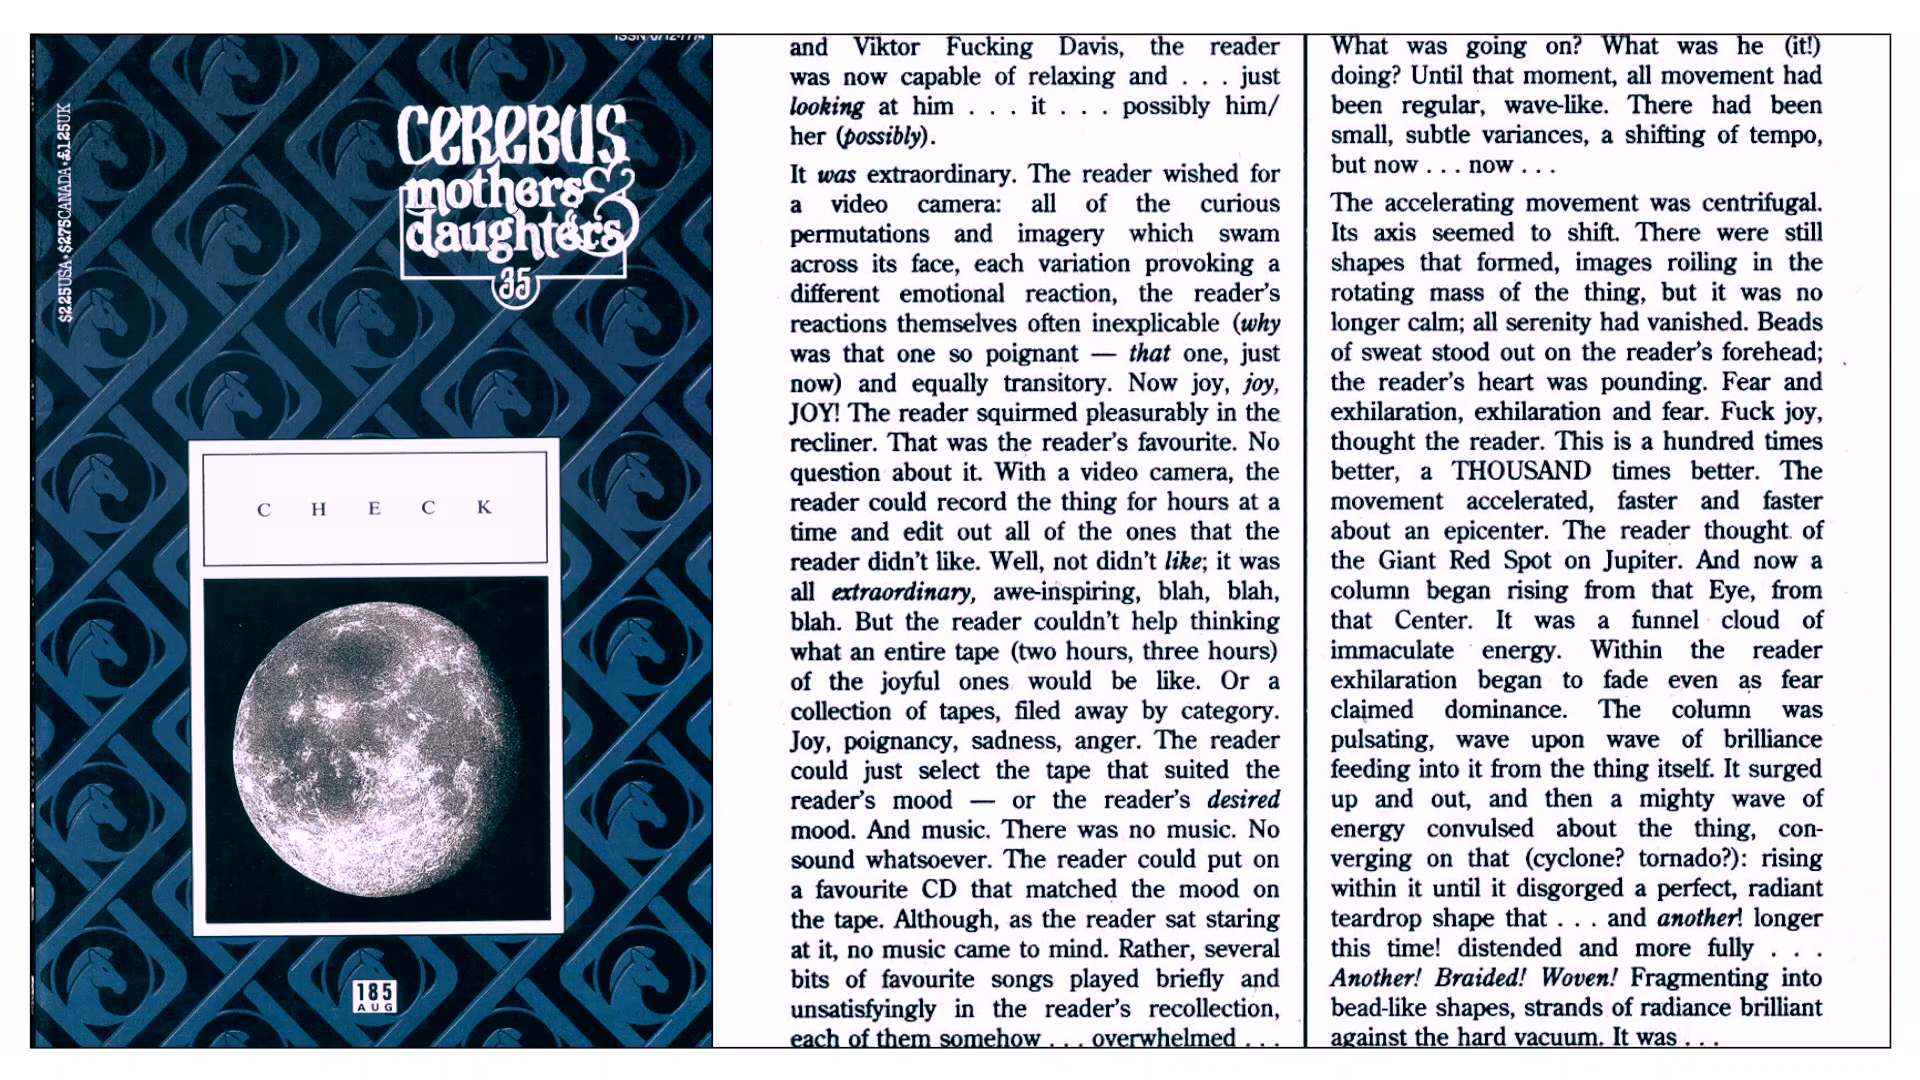 ISSN 0712-7774
$2.25USA•$2.75CANADA•£1.25UK
CEREBUS
mothers &
daughters
35
C H E C K
185
AUG
and Viktor Fucking Davis, the reader
was now capable of relaxing and . . . just
looking at him . . . it . . . possibly him/
her (possibly).
It was extraordinary. The reader wished for
a video camera: all of the curious
permutations and imagery which swam
across its face, each variation provoking a
different emotional reaction, the reader's
reactions themselves often inexplicable (why
was that one so poignant — that one, just
now) and equally transitory. Now joy, joy,
JOY! The reader squirmed pleasurably in the
recliner. That was the reader's favourite. No
question about it. With a video camera, the
reader could record the thing for hours at a
time and edit out all of the ones that the
reader didn't like. Well, not didn't like; it was
all extraordinary, awe-inspiring, blah, blah,
blah. But the reader couldn't help thinking
what an entire tape (two hours, three hours)
of the joyful ones would be like. Or a
collection of tapes, filed away by category.
Joy, poignancy, sadness, anger. The reader
could just select the tape that suited the
reader's mood — or the reader's desired
mood. And music. There was no music. No
sound whatsoever. The reader could put on
a favourite CD that matched the mood on
the tape. Although, as the reader sat staring
at it, no music came to mind. Rather, several
bits of favourite songs played briefly and
unsatisfyingly in the reader's recollection,
each of them somehow . . . overwhelmed . . .
What was going on? What was he (it!)
doing? Until that moment, all movement had
been regular, wave-like. There had been
small, subtle variances, a shifting of tempo,
but now . . . now . . .
The accelerating movement was centrifugal.
Its axis seemed to shift. There were still
shapes that formed, images roiling in the
rotating mass of the thing, but it was no
longer calm; all serenity had vanished. Beads
of sweat stood out on the reader's forehead;
the reader's heart was pounding. Fear and
exhilaration, exhilaration and fear. Fuck joy,
thought the reader. This is a hundred times
better, a THOUSAND times better. The
movement accelerated, faster and faster
about an epicenter. The reader thought of
the Giant Red Spot on Jupiter. And now a
column began rising from that Eye, from
that Center. It was a funnel cloud of
immaculate energy. Within the reader
exhilaration began to fade even as fear
claimed dominance. The column was
pulsating, wave upon wave of brilliance
feeding into it from the thing itself. It surged
up and out, and then a mighty wave of
energy convulsed about the thing, con-
verging on that (cyclone? tornado?): rising
within it until it disgorged a perfect, radiant
teardrop shape that . . . and another! longer
this time! distended and more fully . . .
Another! Braided! Woven! Fragmenting into
bead-like shapes, strands of radiance brilliant
against the hard vacuum. It was . . .